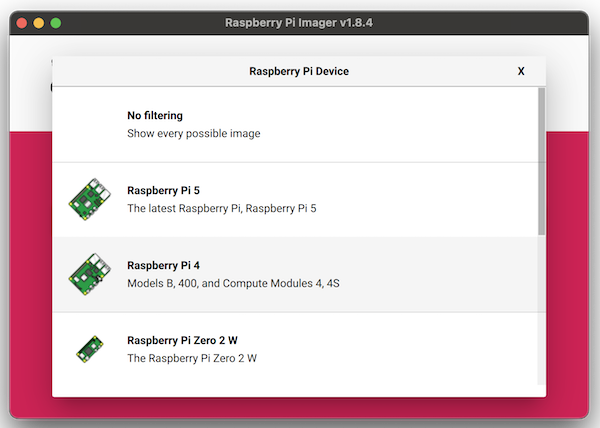 Raspberry Pi Imager v1.8.4
Raspberry Pi Device X
No filtering
Show every possible image
Raspberry Pi 5
The latest Raspberry Pi, Raspberry Pi 5
Raspberry Pi 4
Models B, 400, and Compute Modules 4, 4S
Raspberry Pi Zero 2 W
The Raspberry Pi Zero 2 W